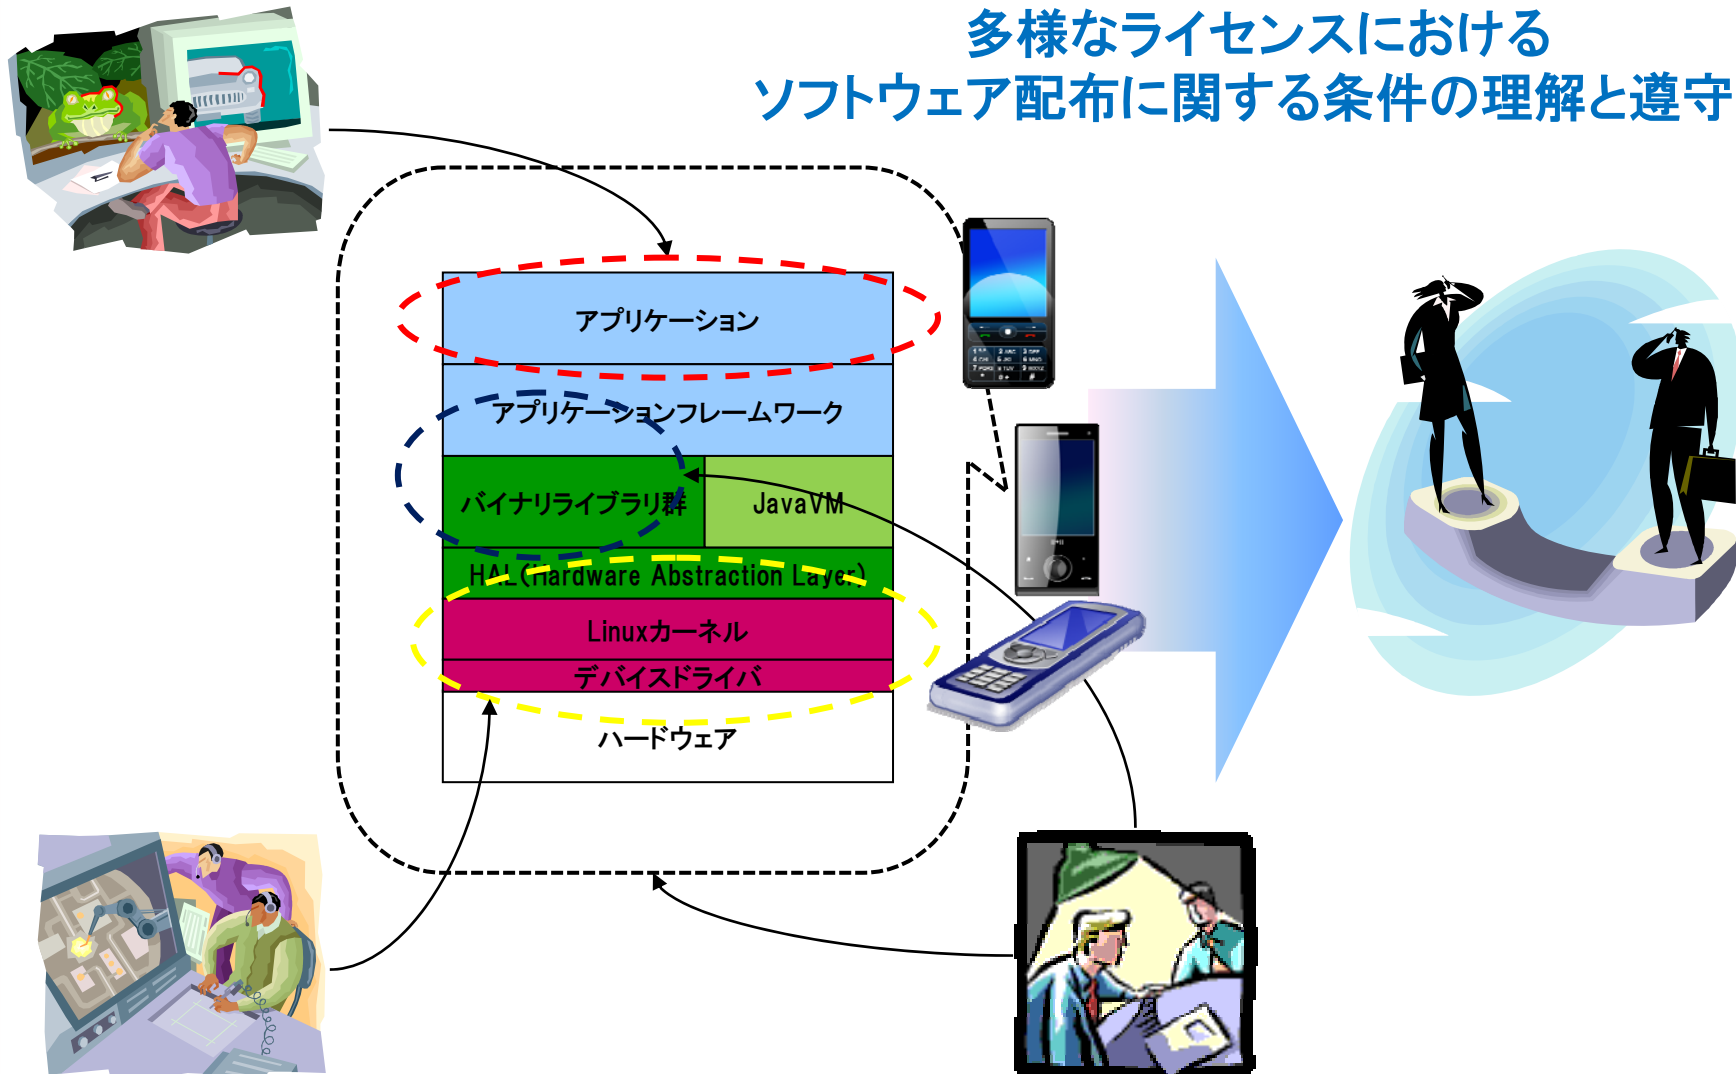 多様なライセンスにおける
ソフトウェア配布に関する条件の理解と遵守
アプリケーション
アプリケーションフレームワーク
バイナリライブラリ群
JavaVM
HAL(Hardware Abstraction Layer)
Linuxカーネル
デバイスドライバ
ハードウェア